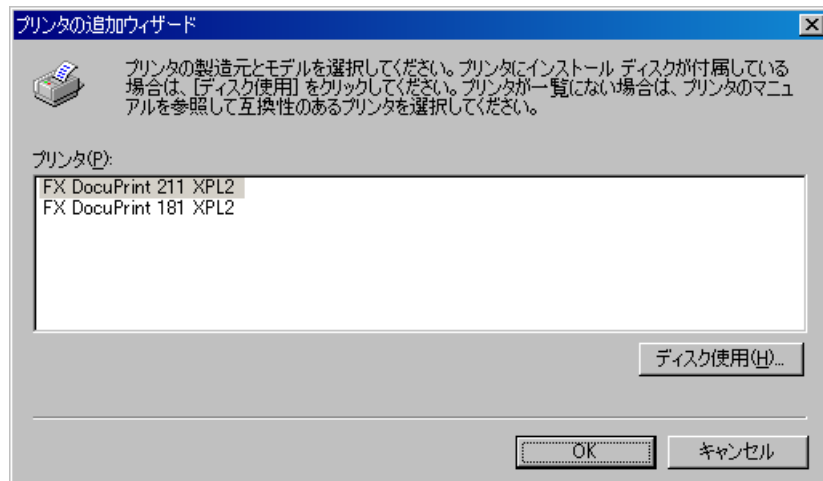 プリンタの追加ウィザード
プリンタの製造元とモデルを選択してください。プリンタにインストール ディスクが付属している
場合は、[ディスク使用] をクリックしてください。プリンタが一覧にない場合は、プリンタのマニュ
アルを参照して互換性のあるプリンタを選択してください。
プリンタ(P):
FX DocuPrint 211 XPL2
FX DocuPrint 181 XPL2
ディスク使用(H)...
OK
キャンセル